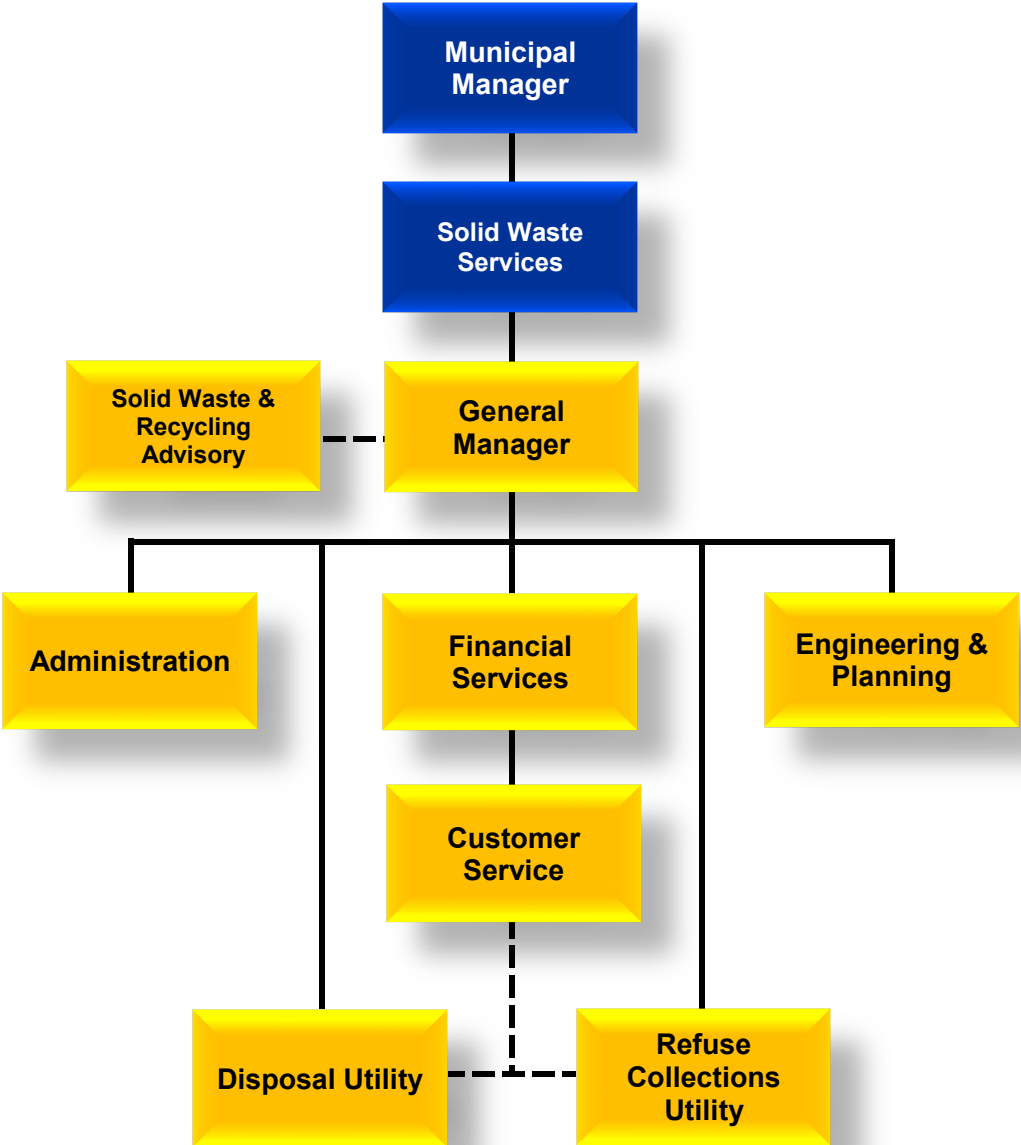 Municipal
Manager
Solid Waste
Services
Solid Waste &
Recycling
Advisory
General
Manager
Administration
Financial
Services
Engineering &
Planning
Customer
Service
Disposal Utility
Refuse
Collections
Utility